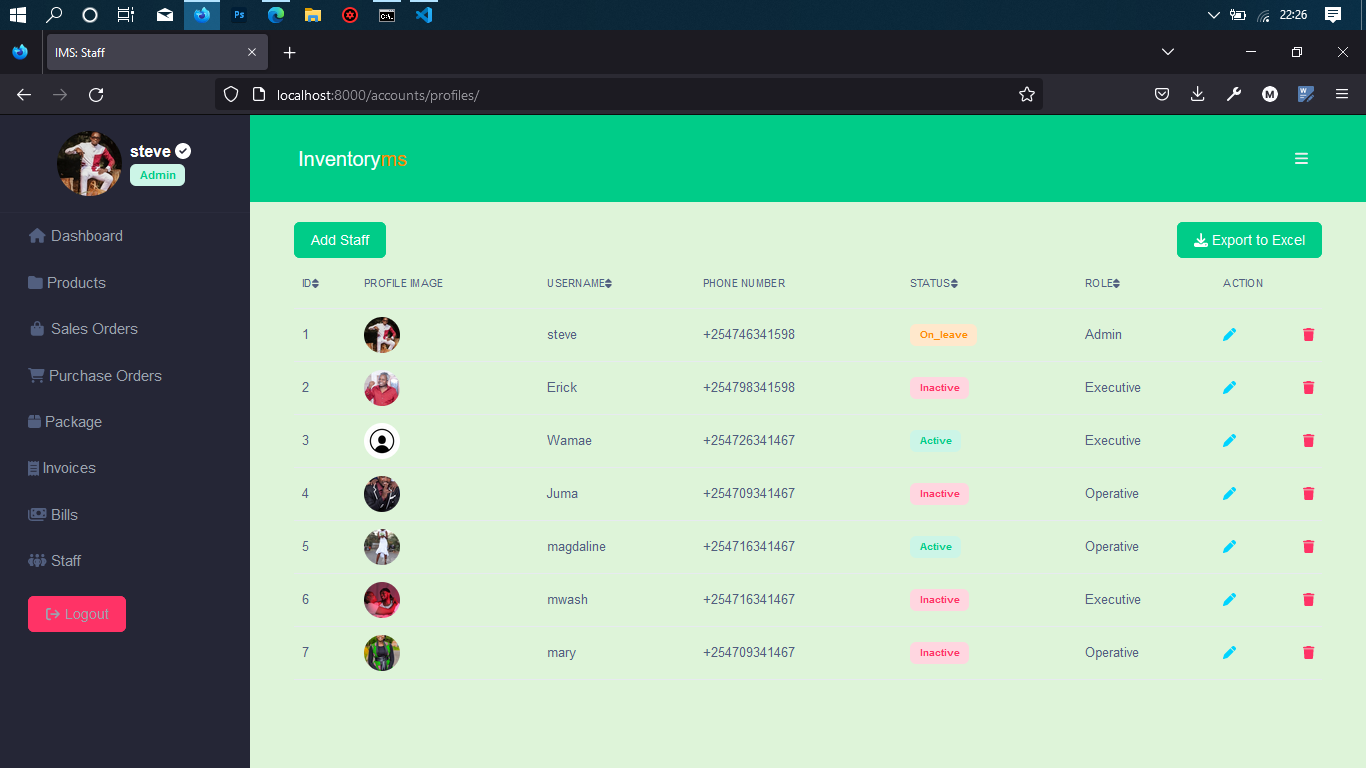 22:26
IMS: Staff
localhost:8000/accounts/profiles/
steve
Admin
Inventoryms
Dashboard
Products
Sales Orders
Purchase Orders
Package
Invoices
Bills
Staff
Logout
Add Staff
Export to Excel
ID PROFILE IMAGE USERNAME PHONE NUMBER STATUS ROLE ACTION
1 steve +254746341598 On_leave Admin
2 Erick +254798341598 Inactive Executive
3 Wamae +254726341467 Active Executive
4 Juma +254709341467 Inactive Operative
5 magdaline +254716341467 Active Operative
6 mwash +254716341467 Inactive Executive
7 mary +254709341467 Inactive Operative